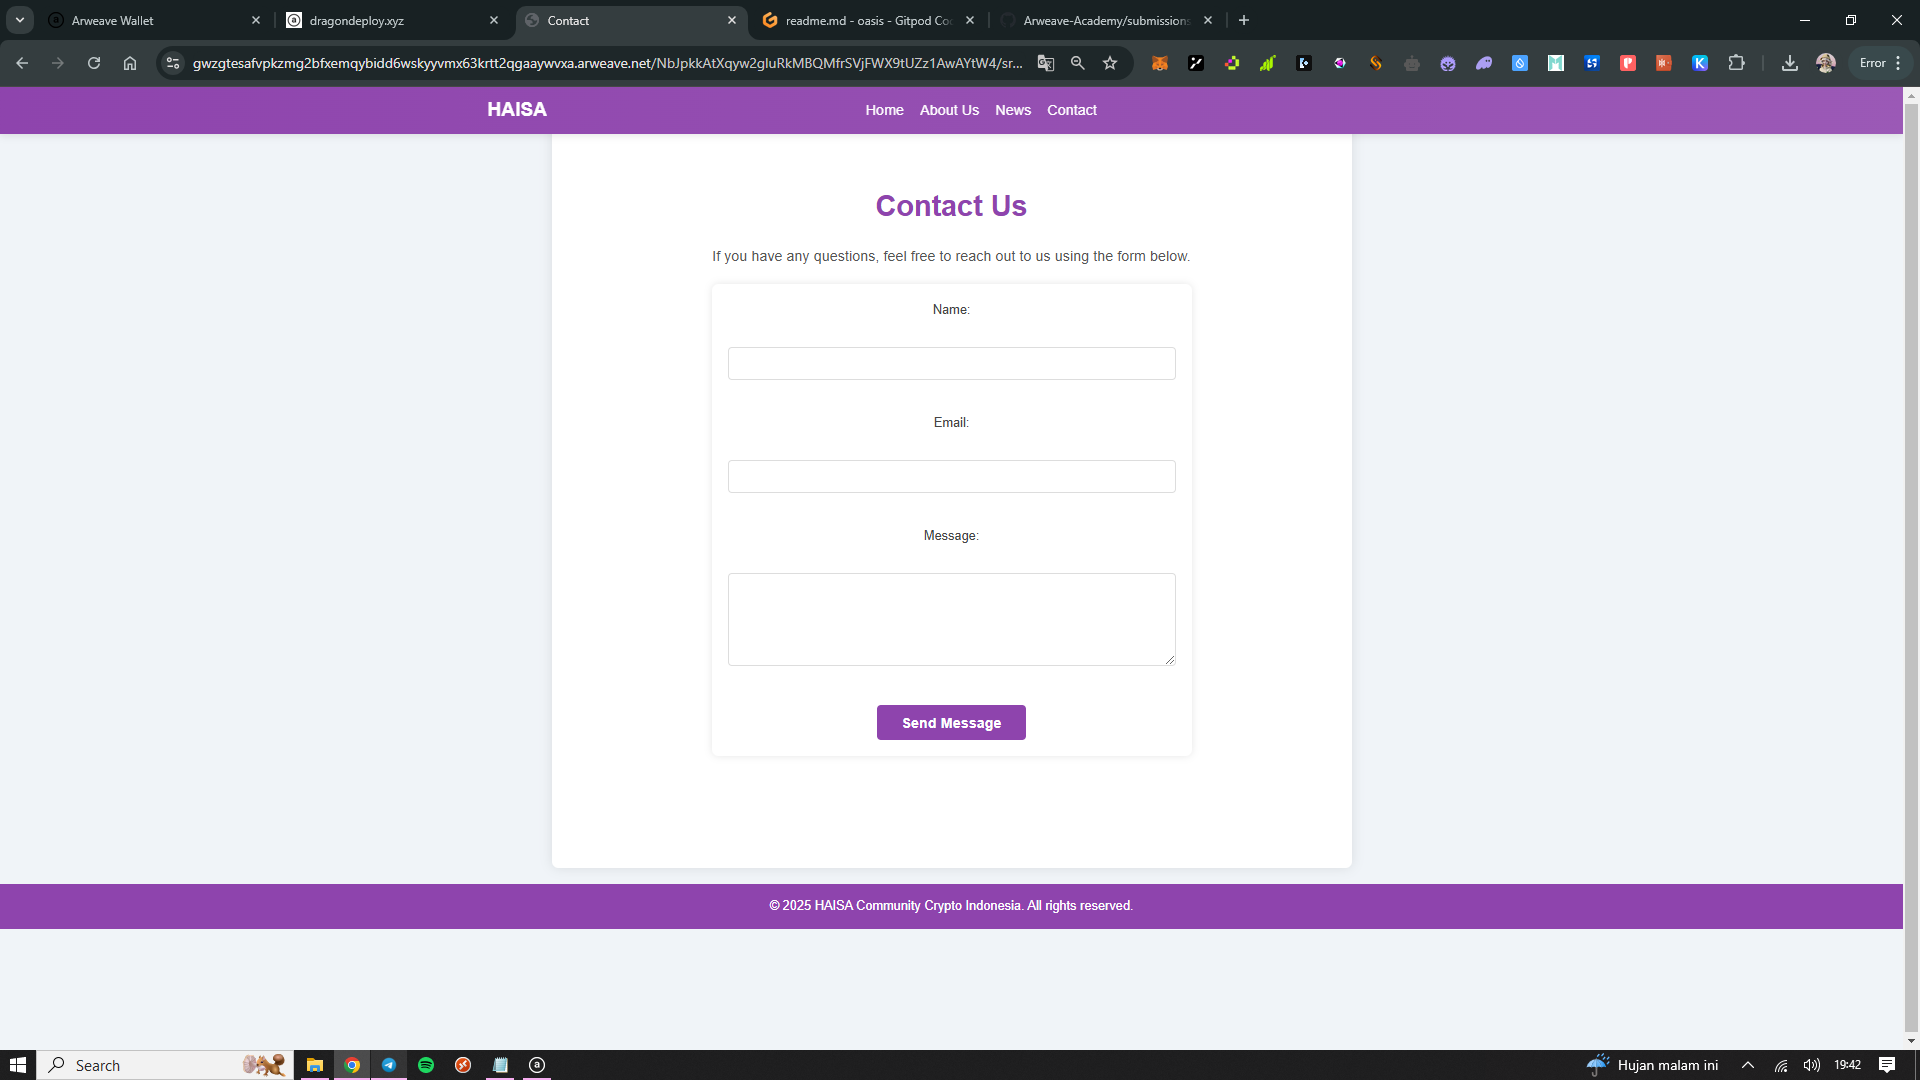 Arweave Wallet
dragondeploy.xyz
Contact
readme.md - oasis - Gitpod Co
Arweave-Academy/submissions
gwzgtesafvpkzmg2bfxemqybidd6wskyyvmx63krtt2qgaaywvxa.arweave.net/NbJpkkAtXqyw2gluRkMBQMfrSVjFWX9tUZz1AwAYtW4/sr...
Error
HAISA
Home
About Us
News
Contact
Contact Us
If you have any questions, feel free to reach out to us using the form below.
Name:
Email:
Message:
Send Message
© 2025 HAISA Community Crypto Indonesia. All rights reserved.
Search
Hujan malam ini
19:42